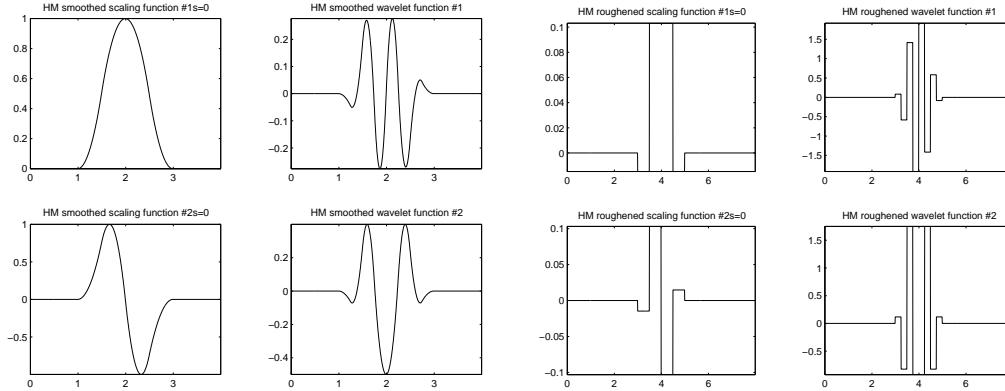 HM smoothed scaling function #1s=0
1
0.8
0.6
0.4
0.2
0
0 1 2 3
HM smoothed wavelet function #1
0.2
0.1
0
−0.1
−0.2
0 1 2 3
HM roughened scaling function #1s=0
0.1
0.08
0.06
0.04
0.02
0
0 2 4 6
HM roughened wavelet function #1
1.5
1
0.5
0
−0.5
−1
−1.5
0 2 4 6
HM smoothed scaling function #2s=0
1
0.5
0
−0.5
0 1 2 3
HM smoothed wavelet function #2
0.2
0
−0.2
−0.4
0 1 2 3
HM roughened scaling function #2s=0
0.1
0.05
0
−0.05
−0.1
0 2 4 6
HM roughened wavelet function #2
1.5
1
0.5
0
−0.5
0 2 4 6